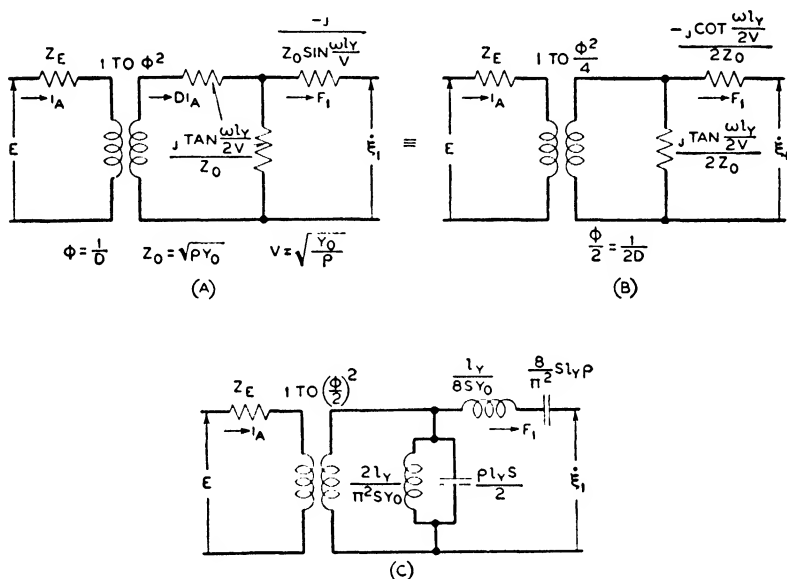 -J
Z₀ SIN ωl_Y/V
Z_E
1 TO Φ²
I_A
DI_A
F₁
E
J TAN ωl_Y/2V
Z₀
ξ̇₁
Φ = 1/D
Z₀ = √ρY₀
V = √Y₀/ρ
(A)
≡
-J COT ωl_Y/2V
2Z₀
Z_E
1 TO Φ²/4
I_A
F₁
E
J TAN ωl_Y/2V
2Z₀
Φ/2 = 1/2D
(B)
Z_E
1 TO (Φ/2)²
l_Y/8SY₀
8/π² Sl_Yρ
I_A
F₁
E
2l_Y/π²SY₀
ρl_YS/2
ξ̇₁
(C)